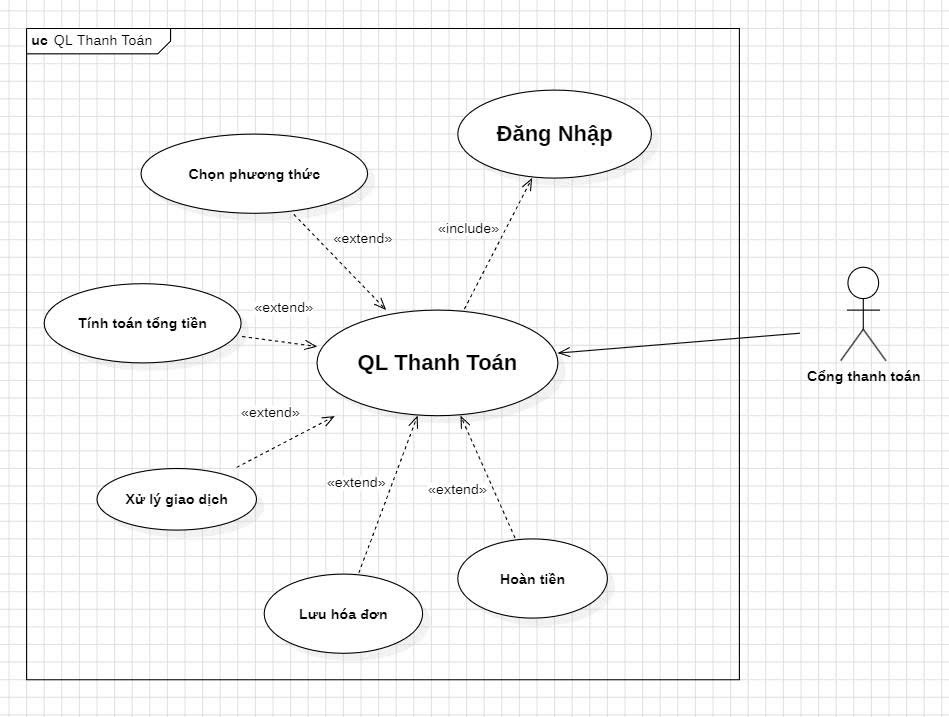 uc QL Thanh Toán
Đăng Nhập
Chọn phương thức
«include»
«extend»
«extend»
Tính toán tổng tiền
QL Thanh Toán
Cổng thanh toán
«extend»
«extend»
«extend»
Xử lý giao dịch
Hoàn tiền
Lưu hóa đơn